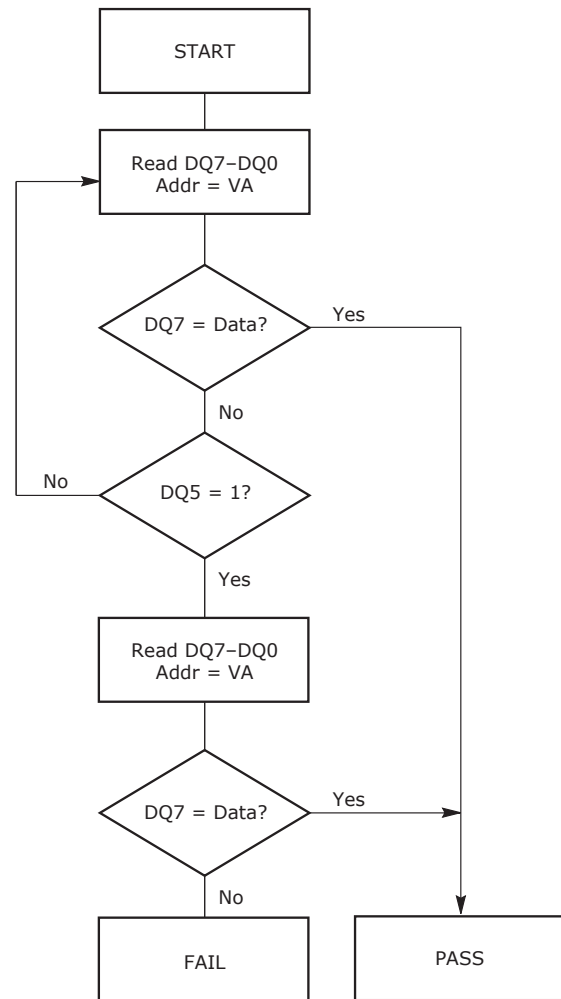 START
Read DQ7–DQ0
Addr = VA
DQ7 = Data?
Yes
No
No
DQ5 = 1?
Yes
Read DQ7–DQ0
Addr = VA
DQ7 = Data?
Yes
No
FAIL
PASS